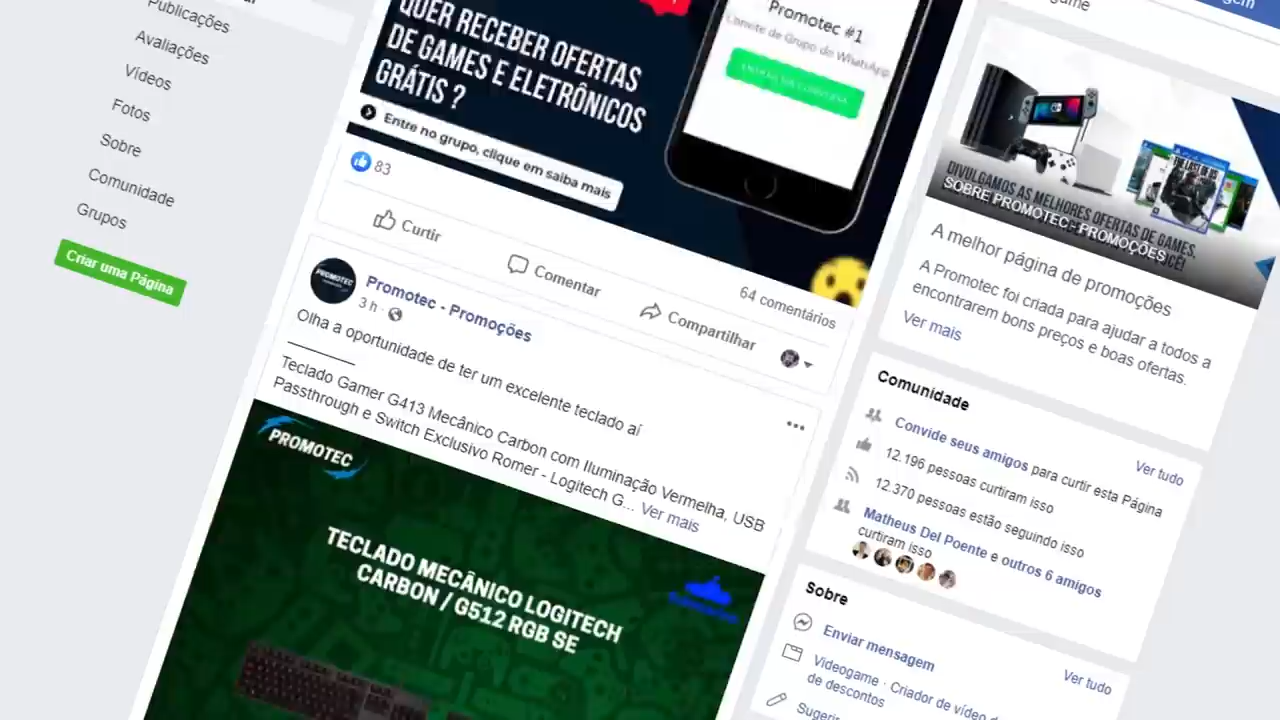 Publicações
Avaliações
Vídeos
Fotos
Sobre
Comunidade
Grupos
Criar uma Página
QUER RECEBER OFERTAS
DE GAMES E ELETRÔNICOS
GRÁTIS ?
Entre no grupo, clique em saiba mais
Promotec #1
Convite de Grupo do WhatsApp
83
64 comentários
Curtir
Comentar
Compartilhar
PROMOTEC
Promotec - Promoções
3 h ·
Olha a oportunidade de ter um excelente teclado aí
Teclado Gamer G413 Mecânico Carbon com Iluminação Vermelha, USB
Passthrough e Switch Exclusivo Romer - Logitech G... Ver mais
PROMOTEC
TECLADO MECÂNICO LOGITECH
CARBON / G512 RGB SE
DIVULGAMOS AS MELHORES OFERTAS DE GAMES,
SOBRE PROMOTEC - PROMOÇÕES
A melhor página de promoções
A Promotec foi criada para ajudar a todos a
encontrarem bons preços e boas ofertas.
Ver mais
Comunidade
Ver tudo
Convide seus amigos para curtir esta Página
12.196 pessoas curtiram isso
12.370 pessoas estão seguindo isso
Matheus Del Poente e outros 6 amigos
curtiram isso
Sobre
Ver tudo
Enviar mensagem
Videogame · Criador de vídeo
de descontos